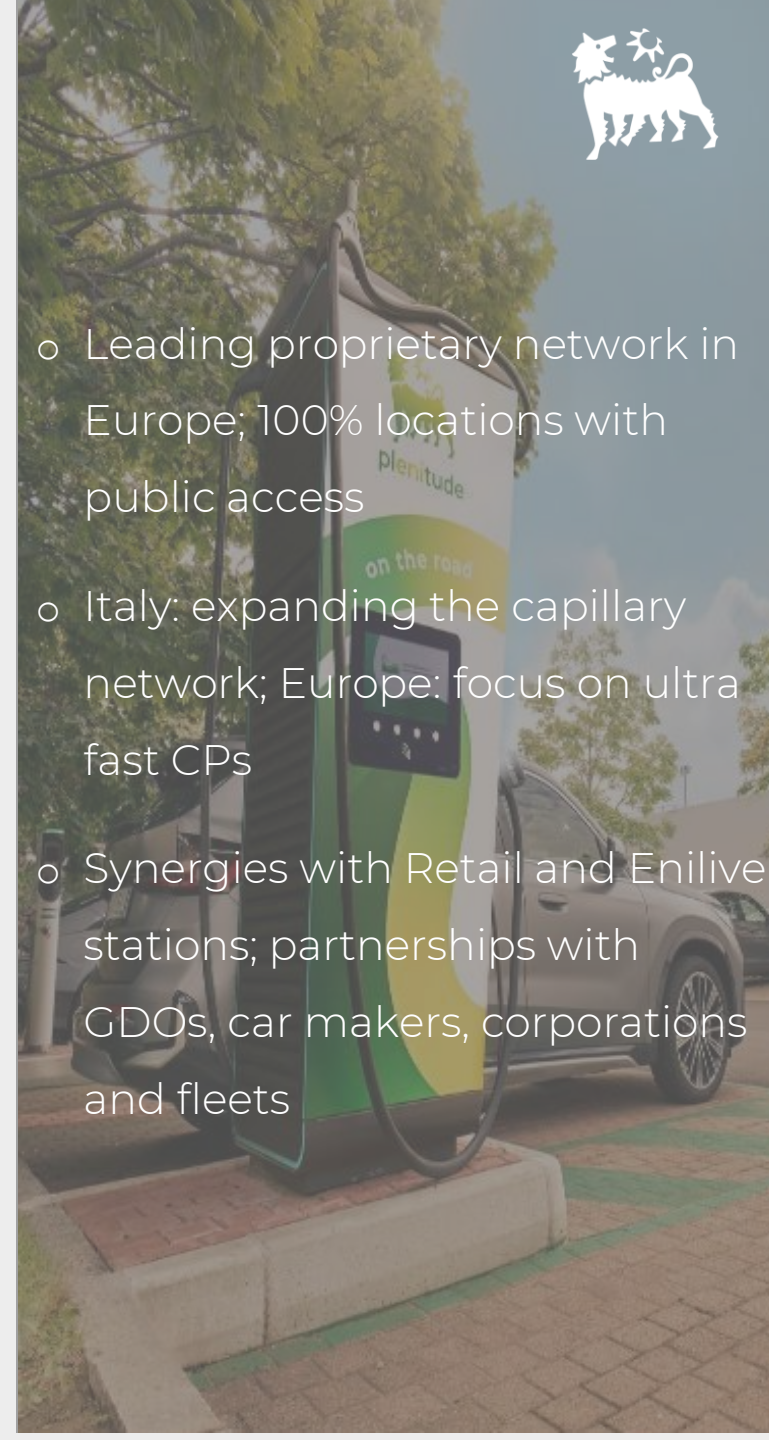 Leading proprietary network in
Europe; 100% locations with
public access
plenitude
on the road
Italy: expanding the capillary
network; Europe: focus on ultra
fast CPs
Synergies with Retail and Enilive
stations; partnerships with
GDOs, car makers, corporations
and fleets